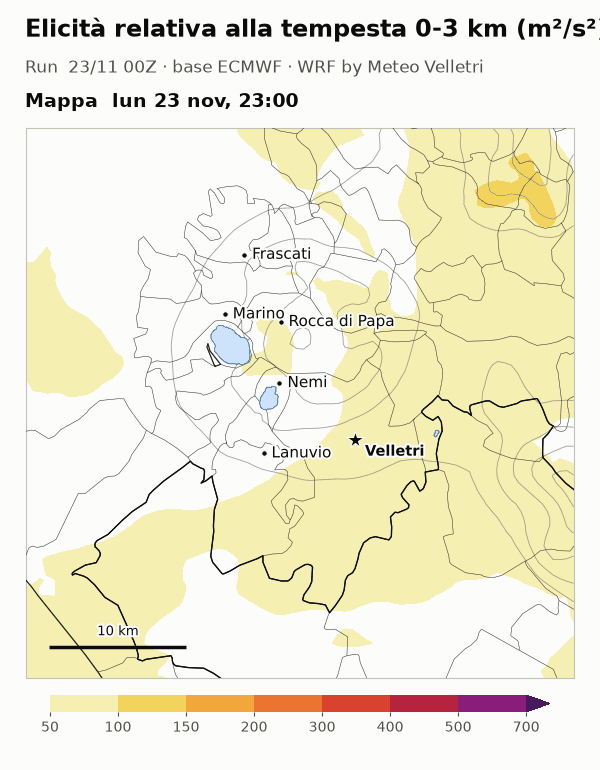 Elicità relativa alla tempesta 0-3 km (m²/s²)
Run  23/11 00Z · base ECMWF · WRF by Meteo Velletri
Mappa  lun 23 nov, 23:00
Frascati
Marino
Rocca di Papa
Nemi
Velletri
Lanuvio
10 km
50 100 150 200 300 400 500 700